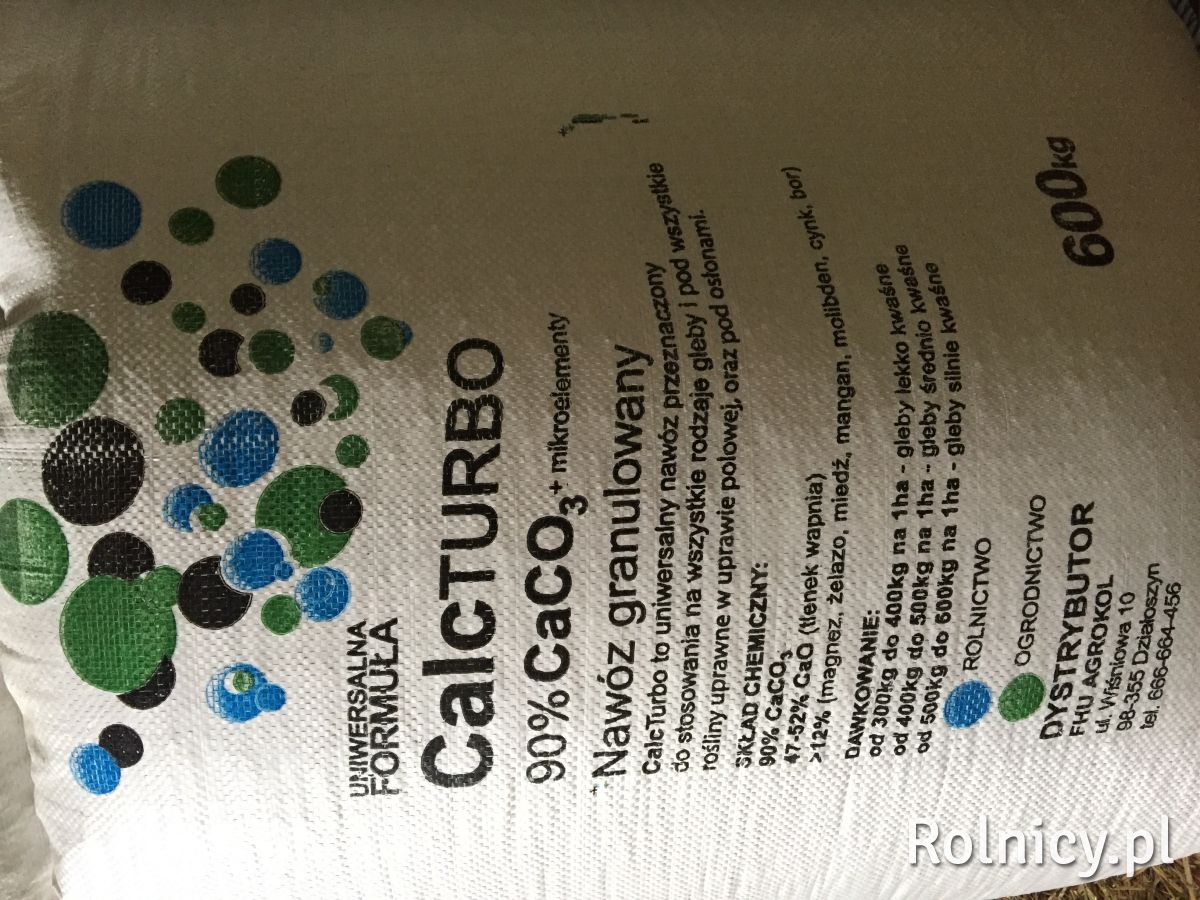 UNIWERSALNA
FORMUŁA
CalcTURBO
90% CaCO₃ + mikroelementy
Nawóz granulowany
CalcTurbo to uniwersalny nawóz przeznaczony
do stosowania na wszystkie rodzaje gleby i pod wszystkie
rośliny uprawne w uprawie polowej, oraz pod osłonami.
SKŁAD CHEMICZNY:
90% CaCO₃
47-52% CaO (tlenek wapnia)
>12% (magnez, żelazo, miedź, mangan, molibden, cynk, bor)
DAWKOWANIE:
od 300kg do 400kg na 1ha - gleby lekko kwaśne
od 400kg do 500kg na 1ha - gleby średnio kwaśne
od 500kg do 600kg na 1ha - gleby silnie kwaśne
ROLNICTWO
OGRODNICTWO
DYSTRYBUTOR
FHU AGROKOL
ul. Wiśniowa 10
98-355 Działoszyn
tel. 666-664-456
600kg
Rolnicy.pl